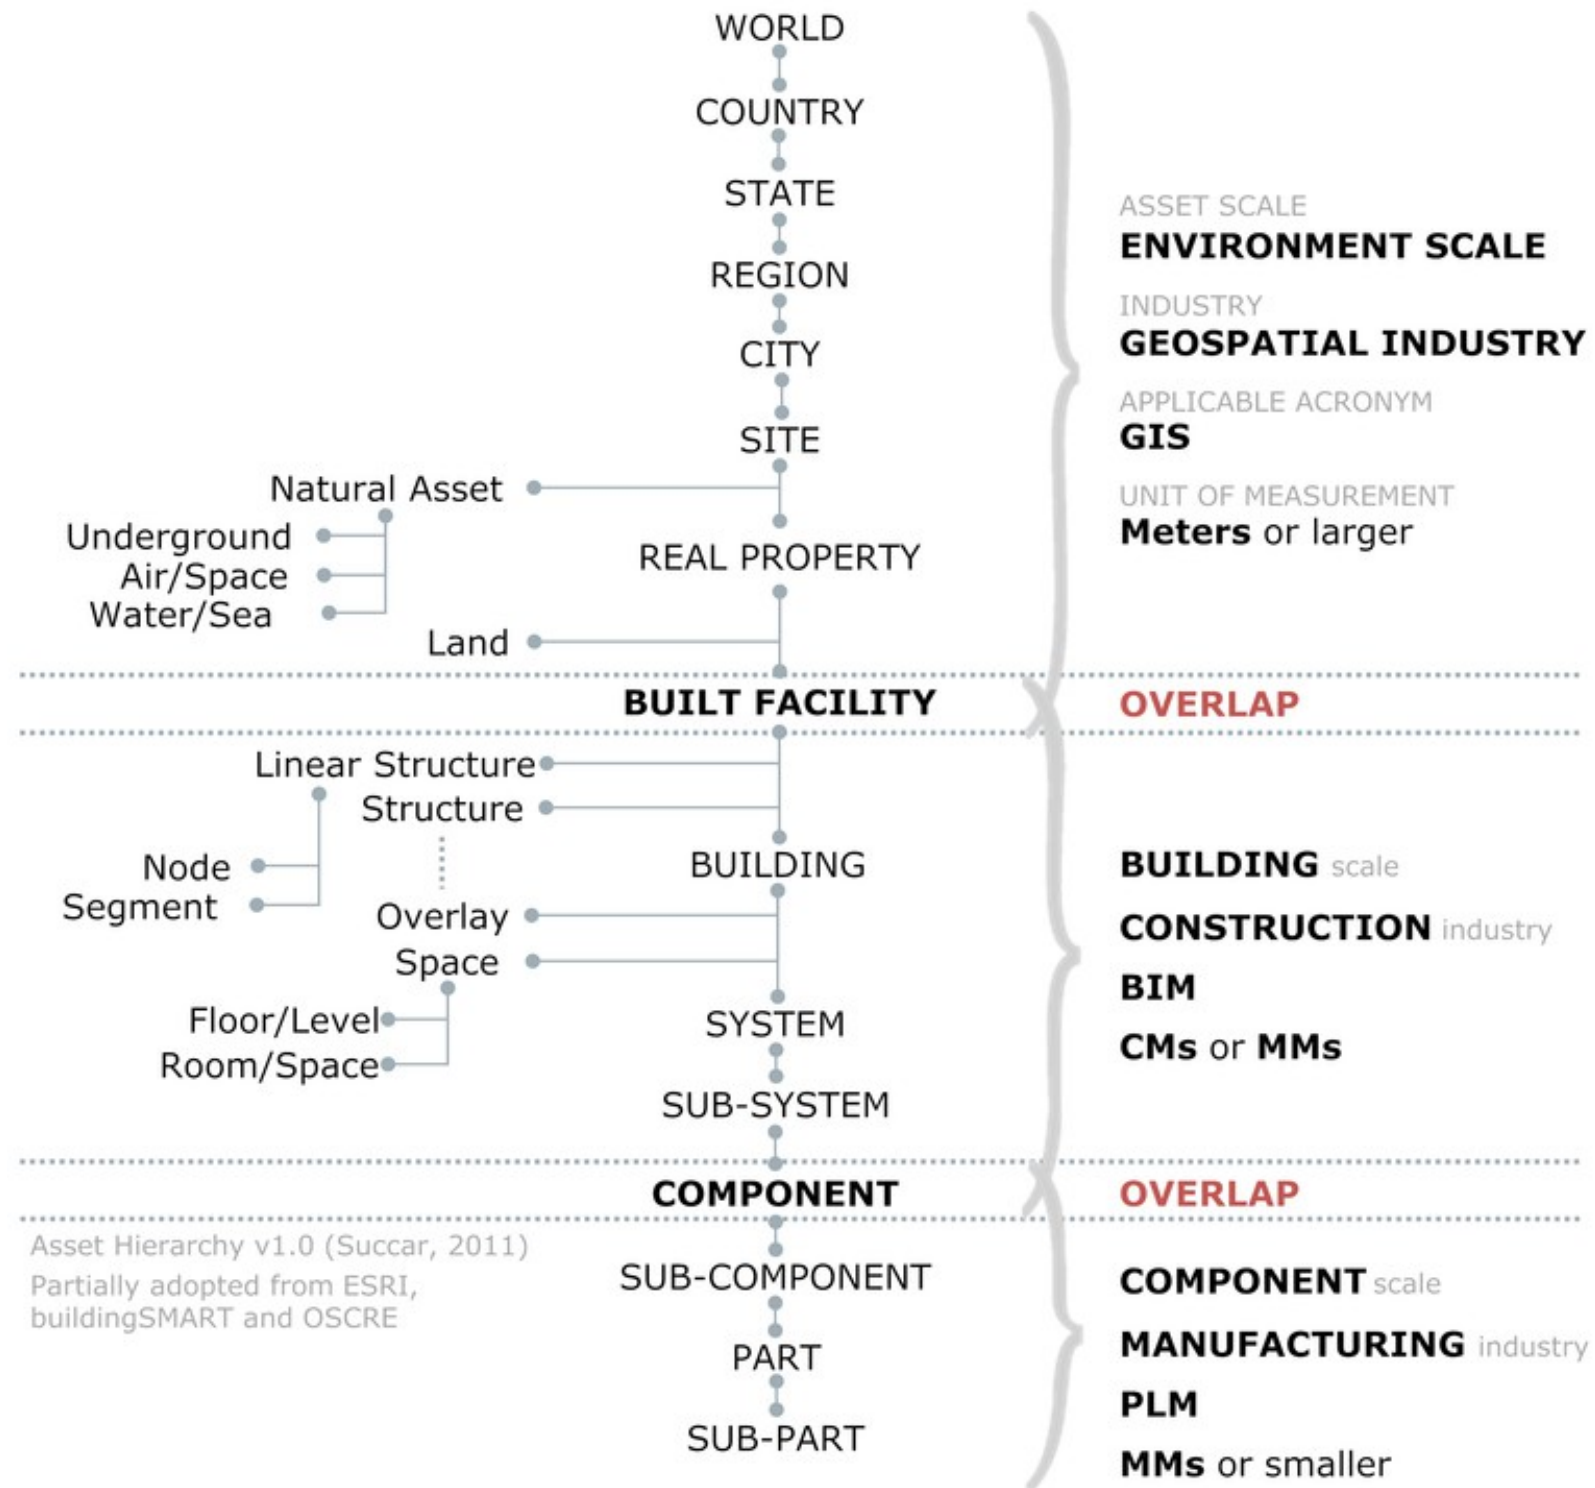 WORLD
COUNTRY
STATE
REGION
CITY
SITE
Natural Asset
Underground
Air/Space
Water/Sea
REAL PROPERTY
Land
ASSET SCALE
ENVIRONMENT SCALE
INDUSTRY
GEOSPATIAL INDUSTRY
APPLICABLE ACRONYM
GIS
UNIT OF MEASUREMENT
Meters or larger
BUILT FACILITY
OVERLAP
Linear Structure
Structure
Node
Segment
BUILDING
Overlay
Space
Floor/Level
Room/Space
SYSTEM
SUB-SYSTEM
BUILDING scale
CONSTRUCTION industry
BIM
CMs or MMs
COMPONENT
OVERLAP
Asset Hierarchy v1.0 (Succar, 2011)
Partially adopted from ESRI,
buildingSMART and OSCRE
SUB-COMPONENT
PART
SUB-PART
COMPONENT scale
MANUFACTURING industry
PLM
MMs or smaller